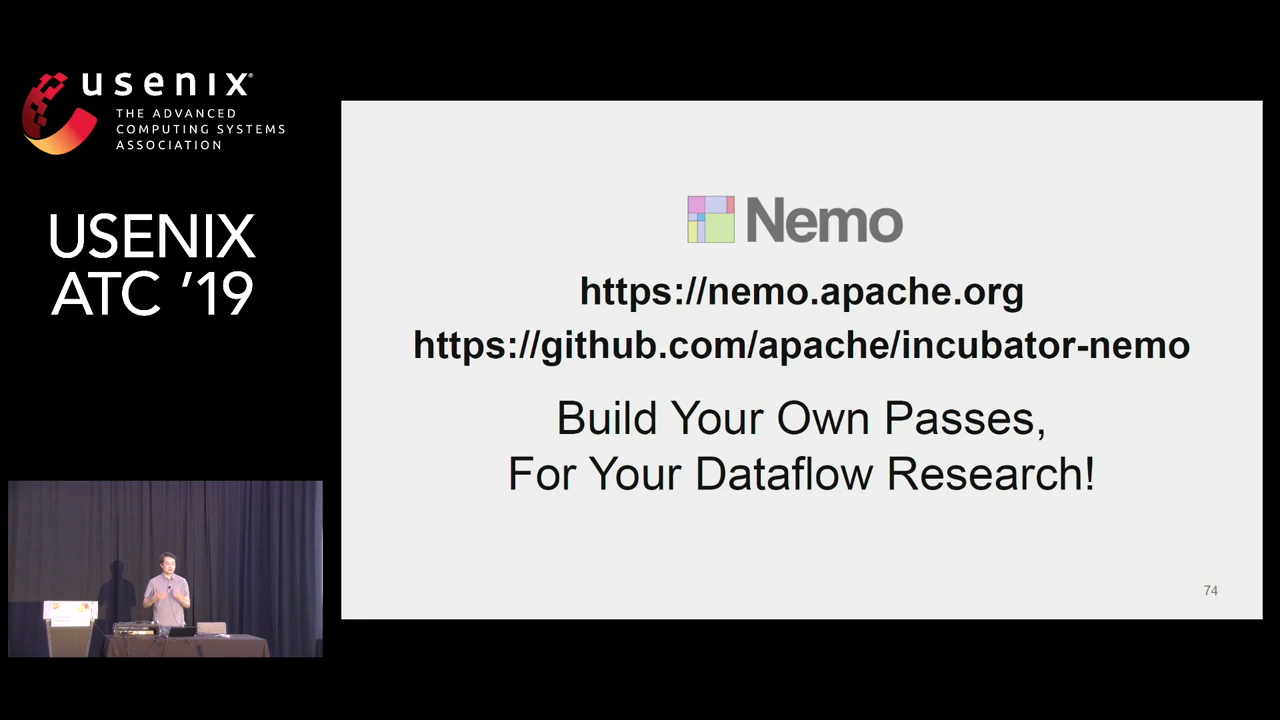 usenix®
THE ADVANCED
COMPUTING SYSTEMS
ASSOCIATION
USENIX
ATC ’19
Nemo
https://nemo.apache.org
https://github.com/apache/incubator-nemo
Build Your Own Passes,
For Your Dataflow Research!
74